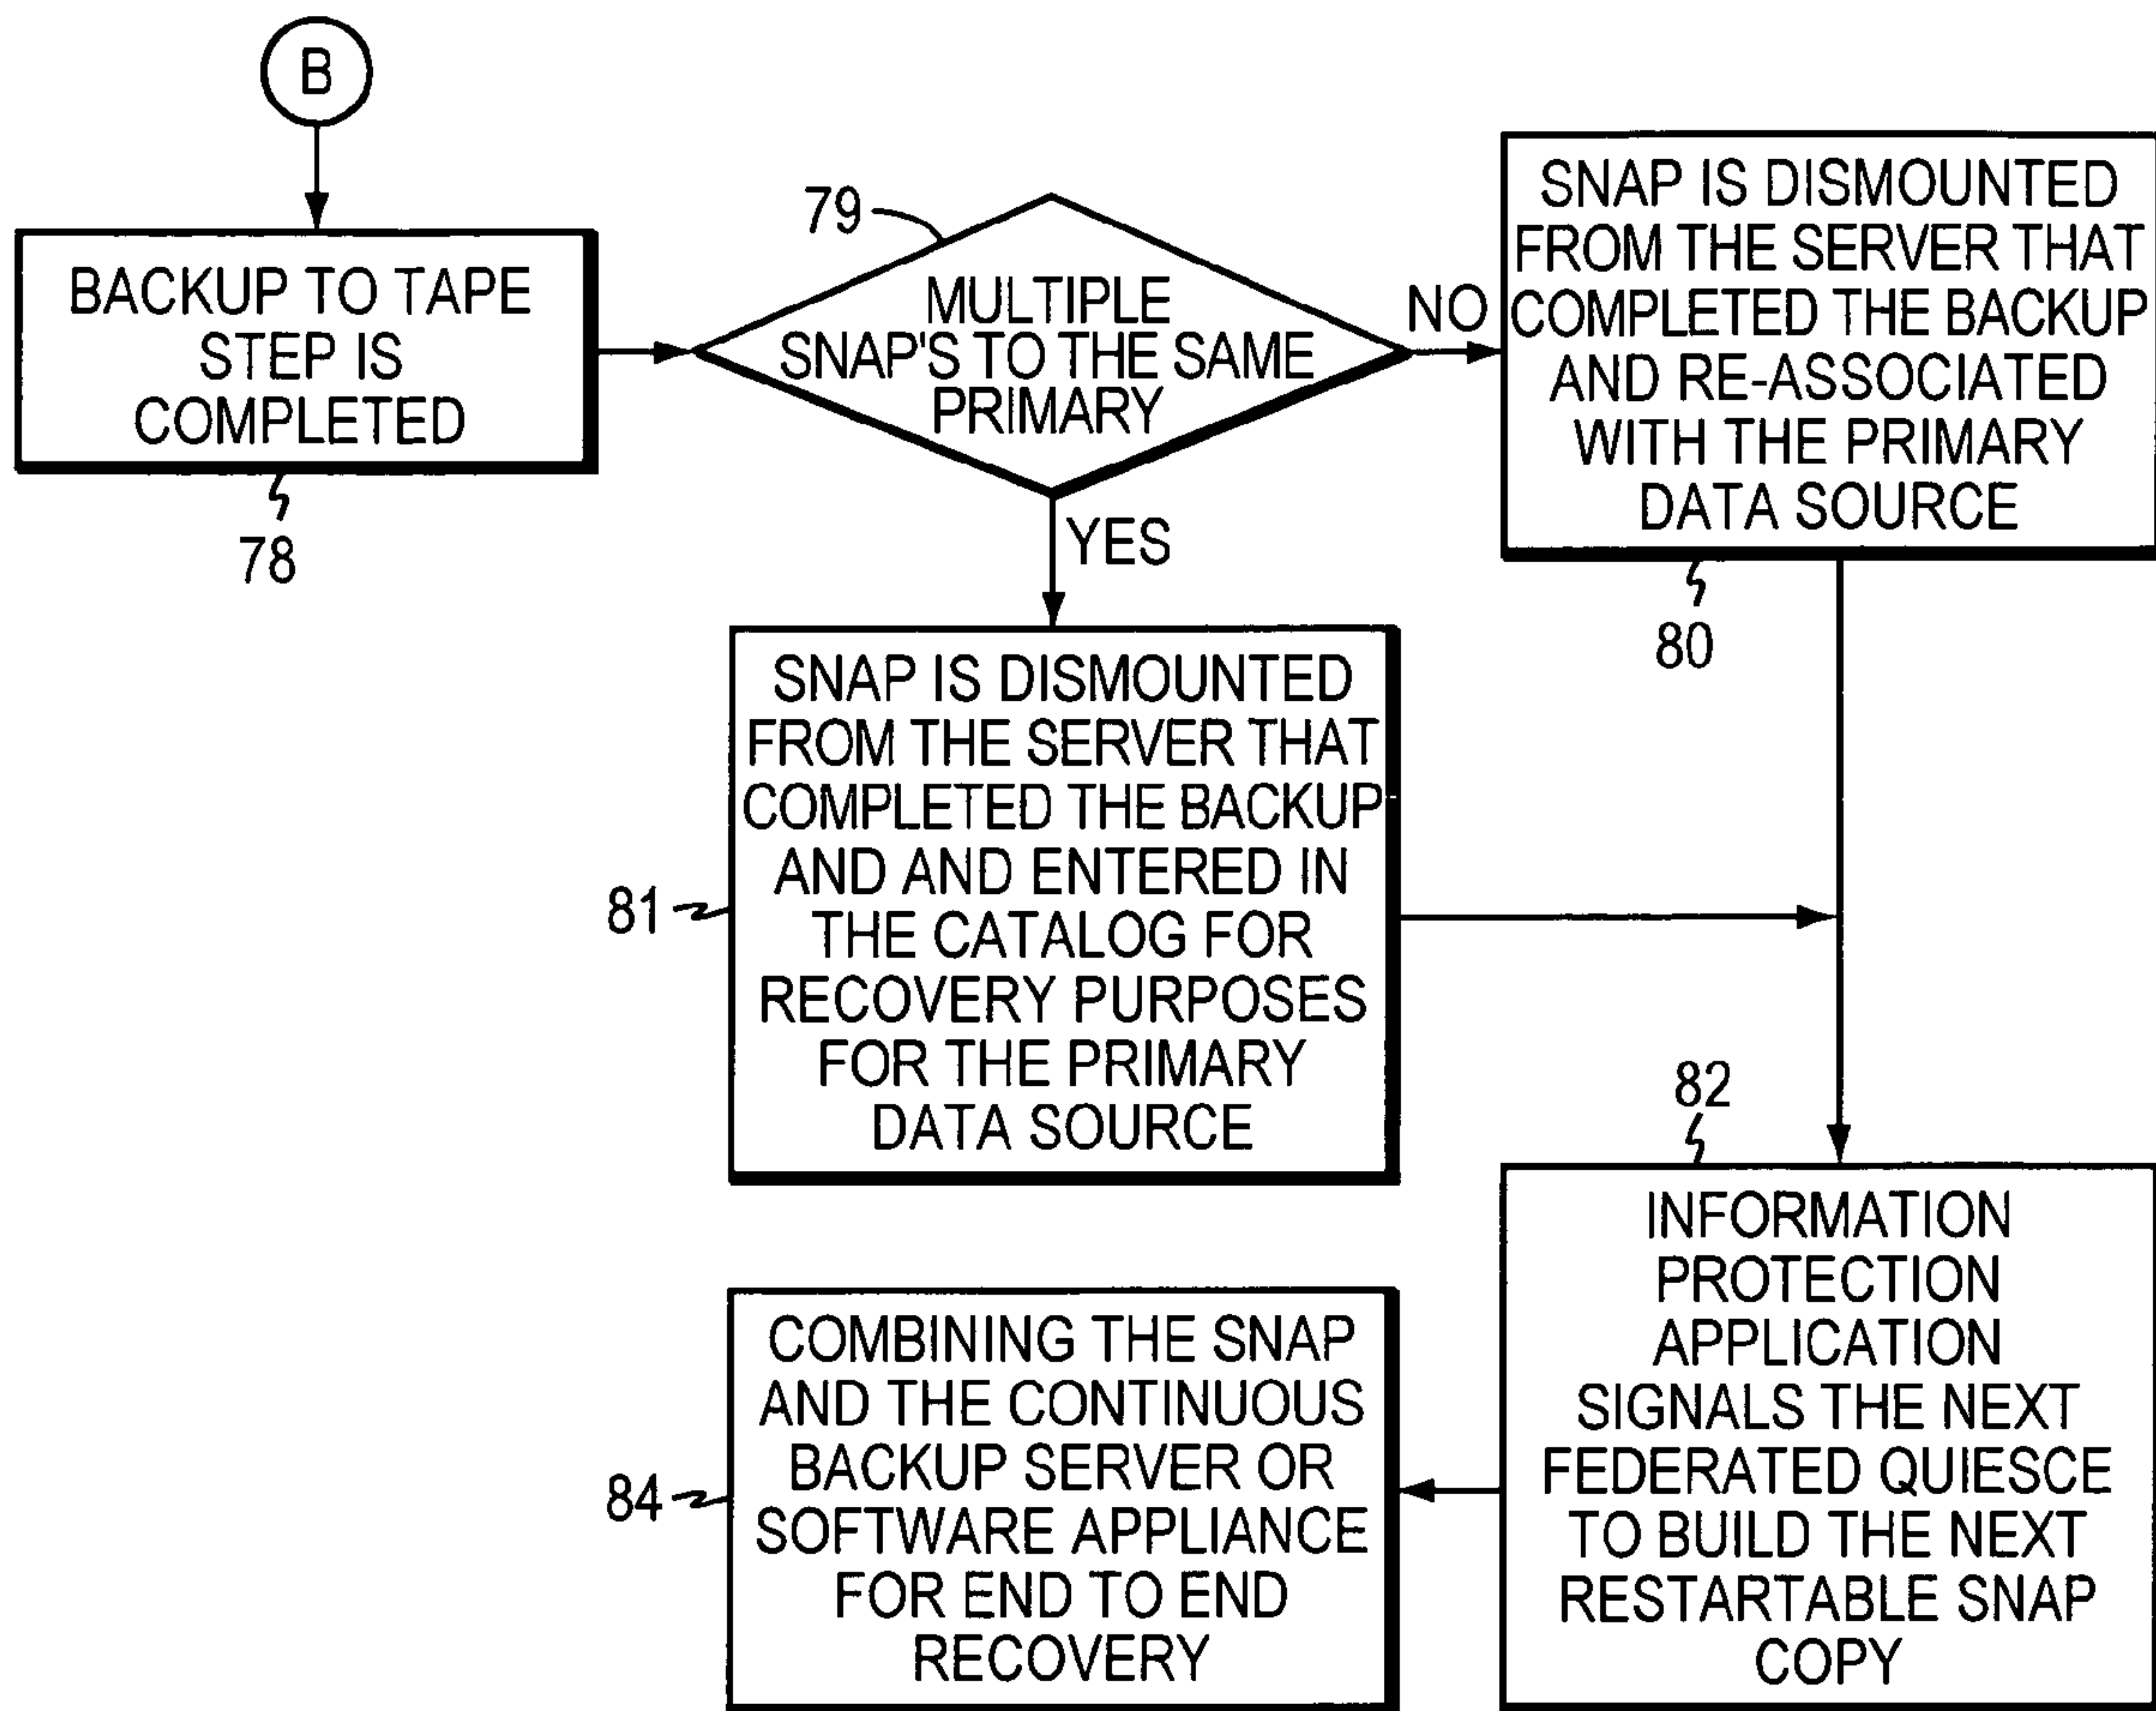 B
BACKUP TO TAPE
STEP IS
COMPLETED
78
79
MULTIPLE
SNAP'S TO THE SAME
PRIMARY
NO
YES
SNAP IS DISMOUNTED
FROM THE SERVER THAT
COMPLETED THE BACKUP
AND RE-ASSOCIATED
WITH THE PRIMARY
DATA SOURCE
80
SNAP IS DISMOUNTED
FROM THE SERVER THAT
COMPLETED THE BACKUP
AND AND ENTERED IN
THE CATALOG FOR
RECOVERY PURPOSES
FOR THE PRIMARY
DATA SOURCE
81
82
INFORMATION
PROTECTION
APPLICATION
SIGNALS THE NEXT
FEDERATED QUIESCE
TO BUILD THE NEXT
RESTARTABLE SNAP
COPY
COMBINING THE SNAP
AND THE CONTINUOUS
BACKUP SERVER OR
SOFTWARE APPLIANCE
FOR END TO END
RECOVERY
84